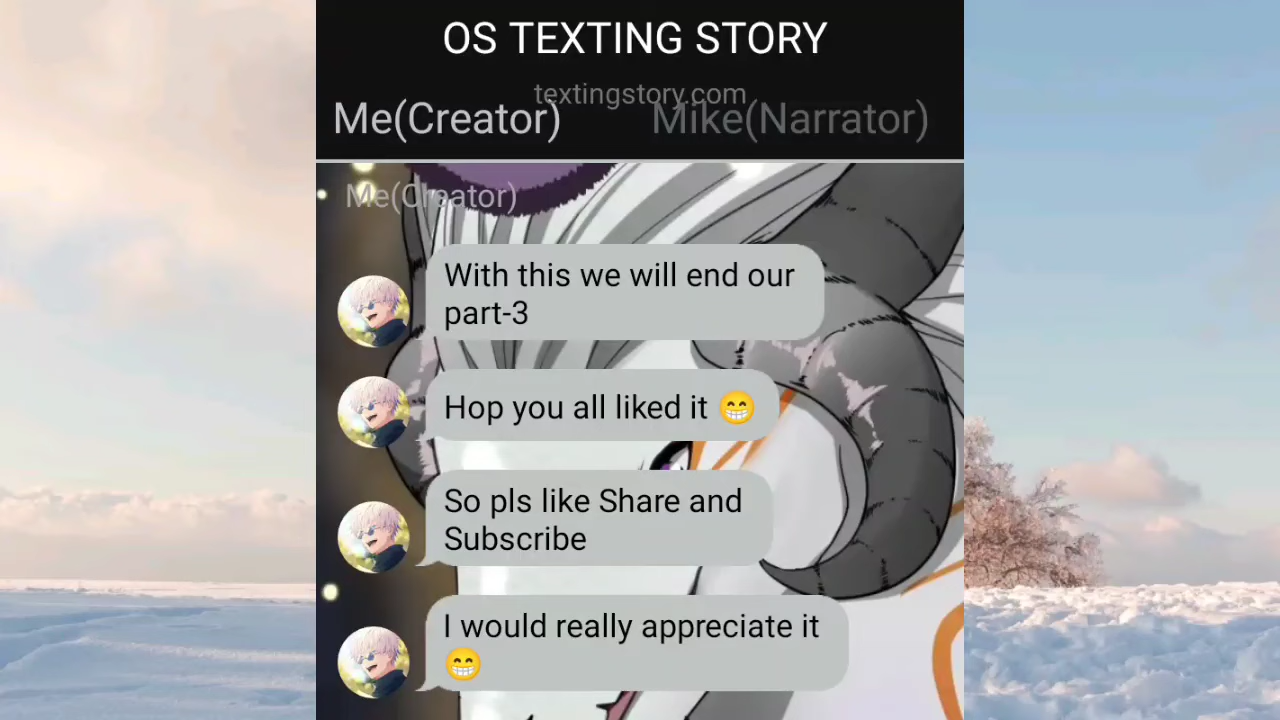 OS TEXTING STORY
textingstory.com
Me(Creator) Mike(Narrator)
Me(Creator)
With this we will end our
part-3
Hop you all liked it 😁
So pls like Share and
Subscribe
I would really appreciate it
😁